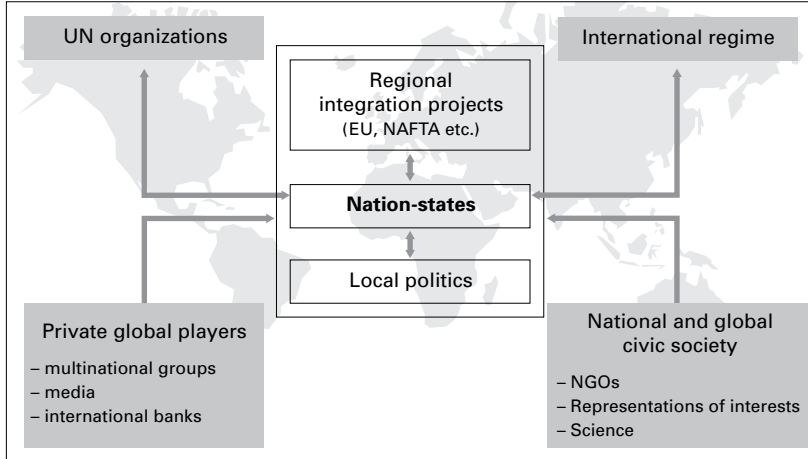 UN organizations
International regime
Regional
integration projects
(EU, NAFTA etc.)
Nation-states
Local politics
Private global players
– multinational groups
– media
– international banks
National and global
civic society
– NGOs
– Representations of interests
– Science